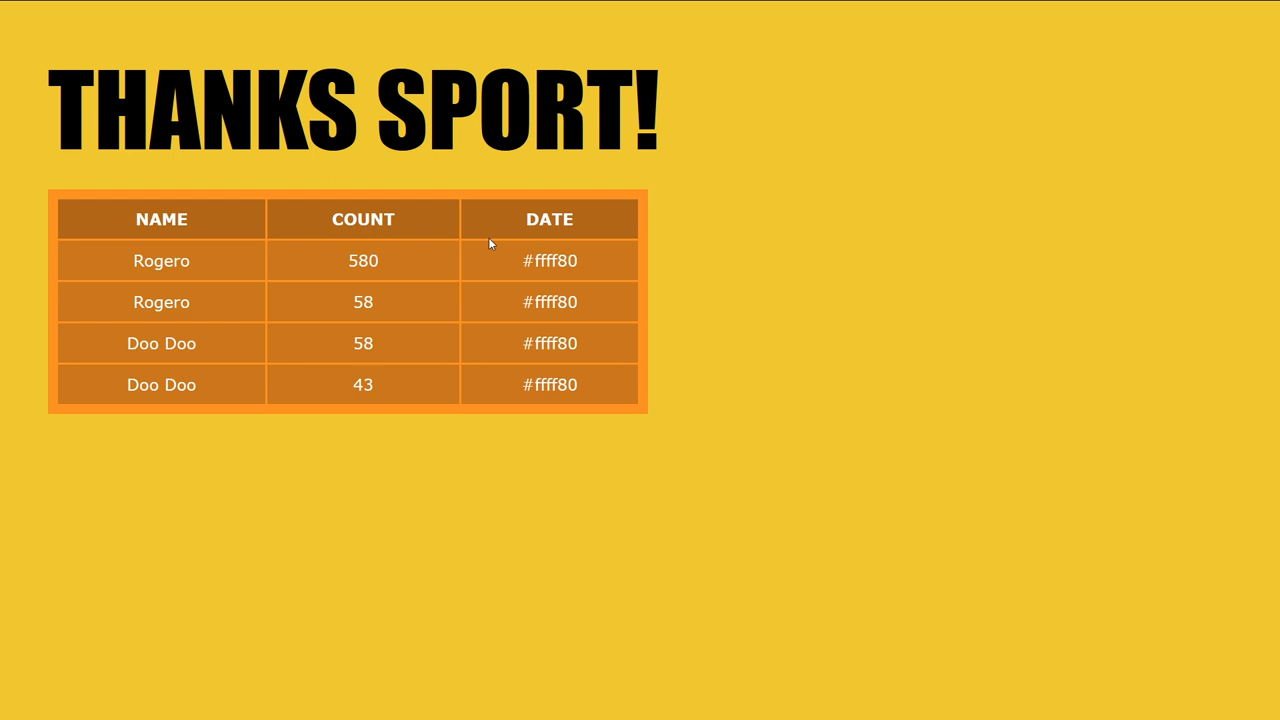 THANKS SPORT!
NAME COUNT DATE
Rogero 580 #ffff80
Rogero 58 #ffff80
Doo Doo 58 #ffff80
Doo Doo 43 #ffff80